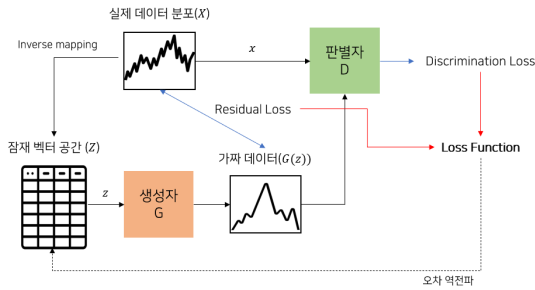 실제 데이터 분포(X)
Inverse mapping
x
판별자
D
Discrimination Loss
Residual Loss
잠재 벡터 공간 (Z)
가짜 데이터(G(z))
Loss Function
z
생성자
G
오차 역전파